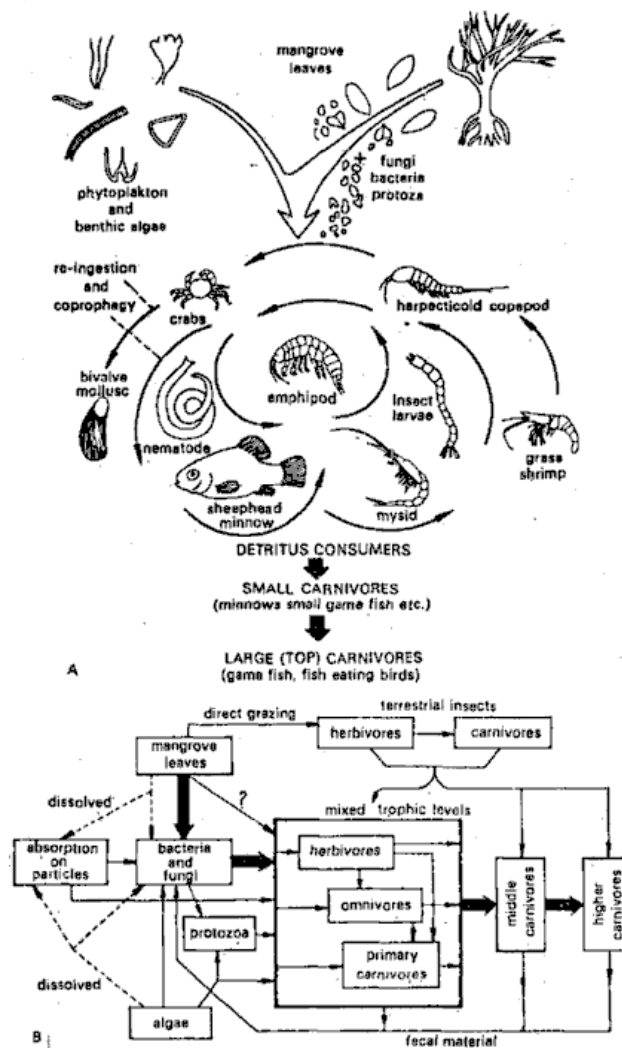 mangrove
leaves
fungi
bacteria
protoza
phytoplakton
and
benthic algae
re-ingestion
and
coprophagy
crabs
harpecticoid copepod
bivalve
mollusc
amphipod
insect
larvae
nematode
grass
shrimp
sheephead
minnow
mysid
DETRITUS CONSUMERS
SMALL CARNIVORES
(minnows small game fish etc.)
LARGE (TOP) CARNIVORES
(game fish, fish eating birds)
A
direct grazing
terrestrial insects
mangrove
leaves
herbivores
carnivores
dissolved
?
mixed trophic levels
absorption
on
particles
bacteria
and
fungi
herbivores
omnivores
protozoa
primary
carnivores
middle
carnivores
higher
carnivores
dissolved
algae
fecal material
B